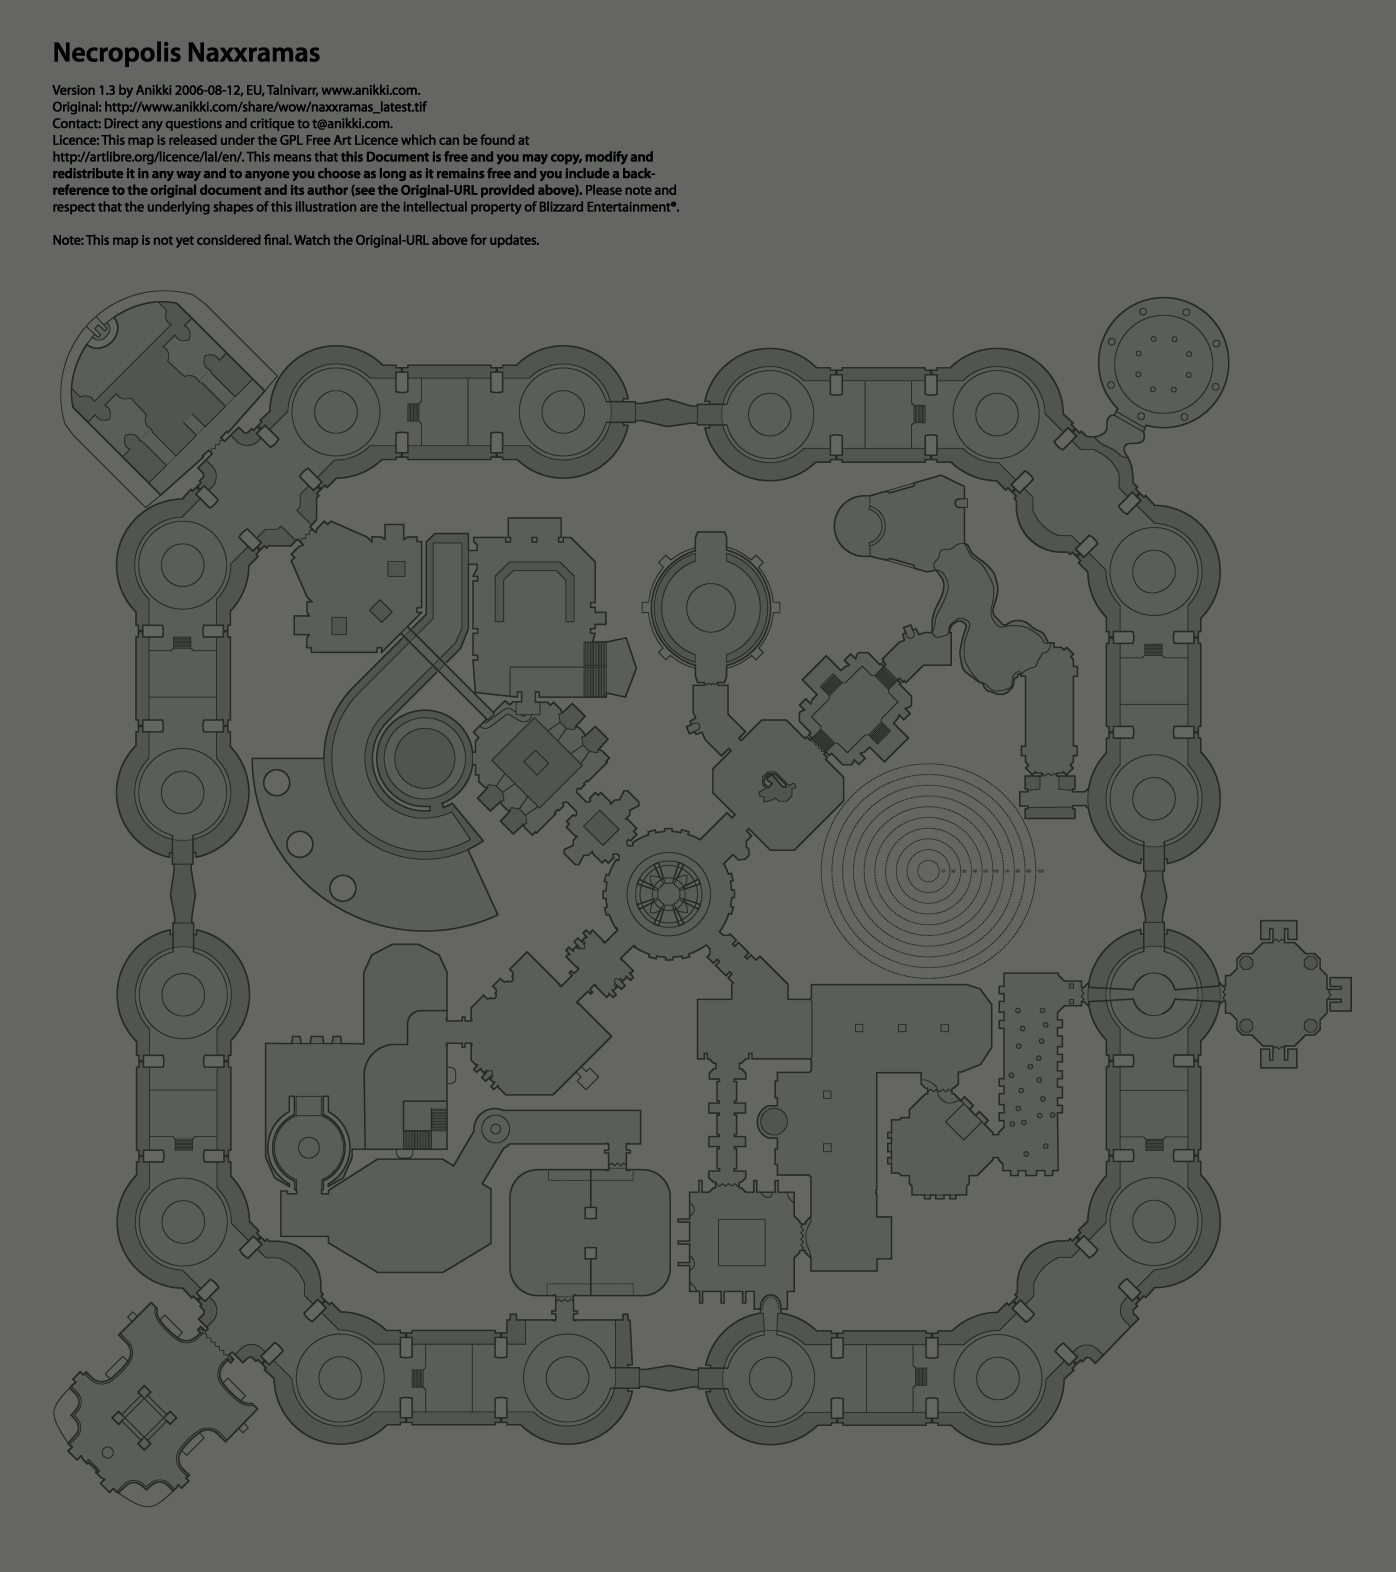 Necropolis Naxxramas
Version 1.3 by Anikki 2006-08-12, EU, Talnivarr, www.anikki.com.
Original: http://www.anikki.com/share/wow/naxxramas_latest.tif
Contact: Direct any questions and critique to t@anikki.com.
Licence: This map is released under the GPL Free Art Licence which can be found at
http://artlibre.org/licence/lal/en/. This means that this Document is free and you may copy, modify and
redistribute it in any way and to anyone you choose as long as it remains free and you include a back-
reference to the original document and its author (see the Original-URL provided above). Please note and
respect that the underlying shapes of this illustration are the intellectual property of Blizzard Entertainment®.
Note: This map is not yet considered final. Watch the Original-URL above for updates.